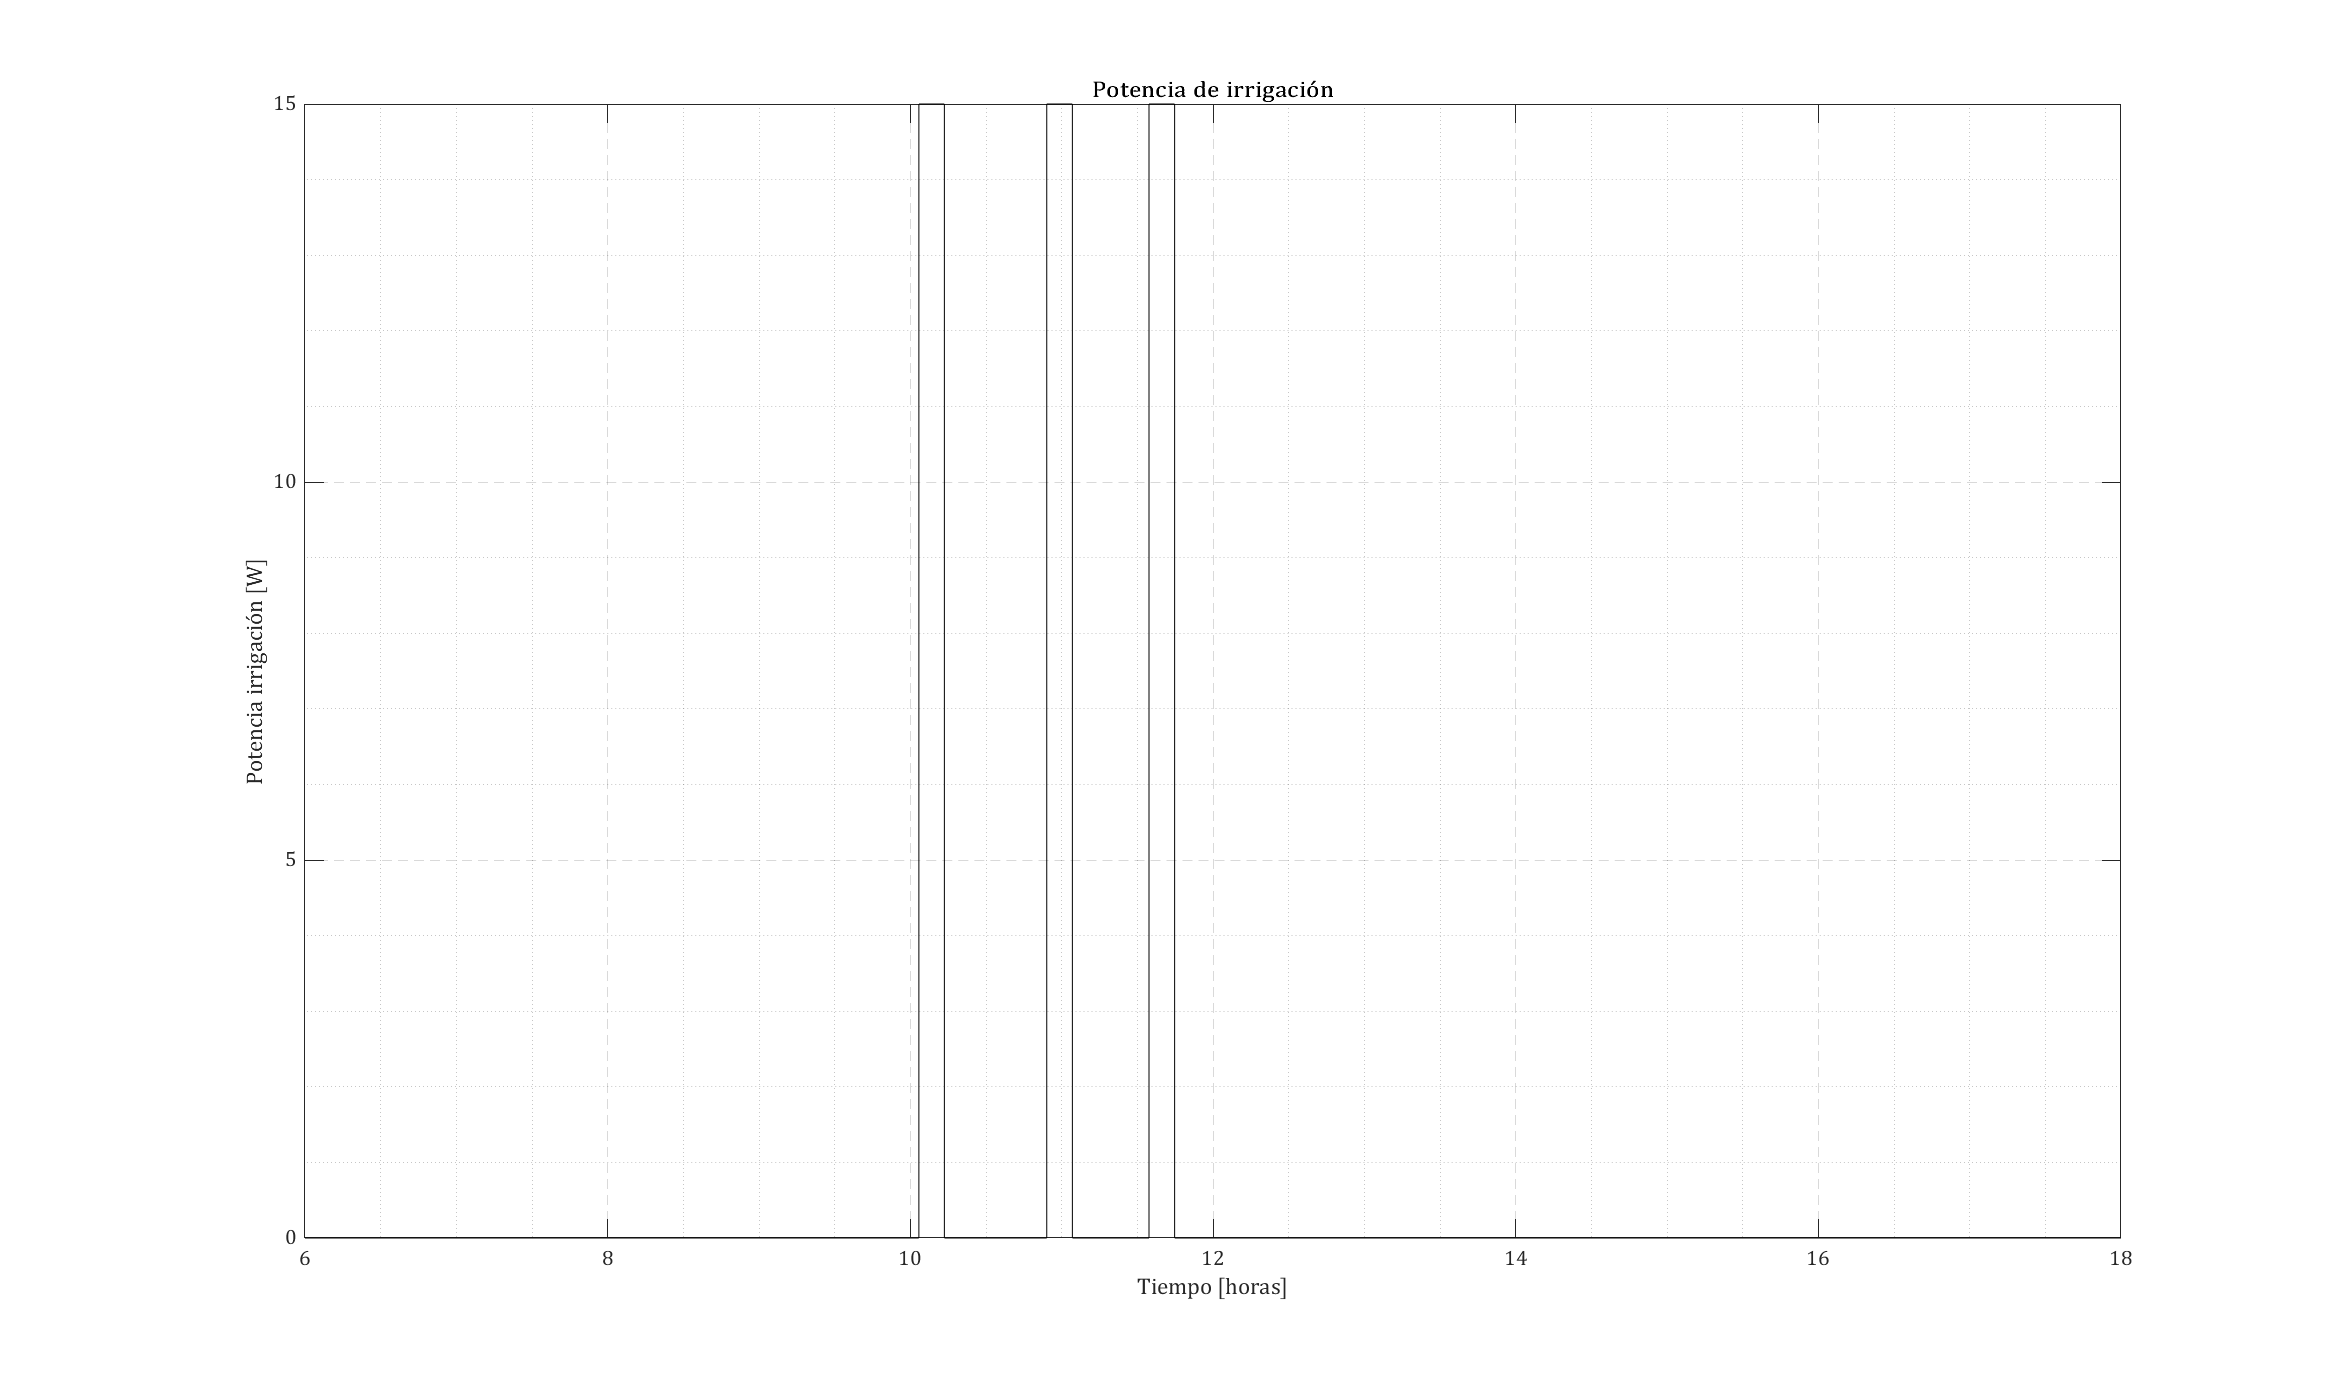 Potencia de irrigación
15
10
5
0
Potencia irrigación [W]
6 8 10 12 14 16 18
Tiempo [horas]